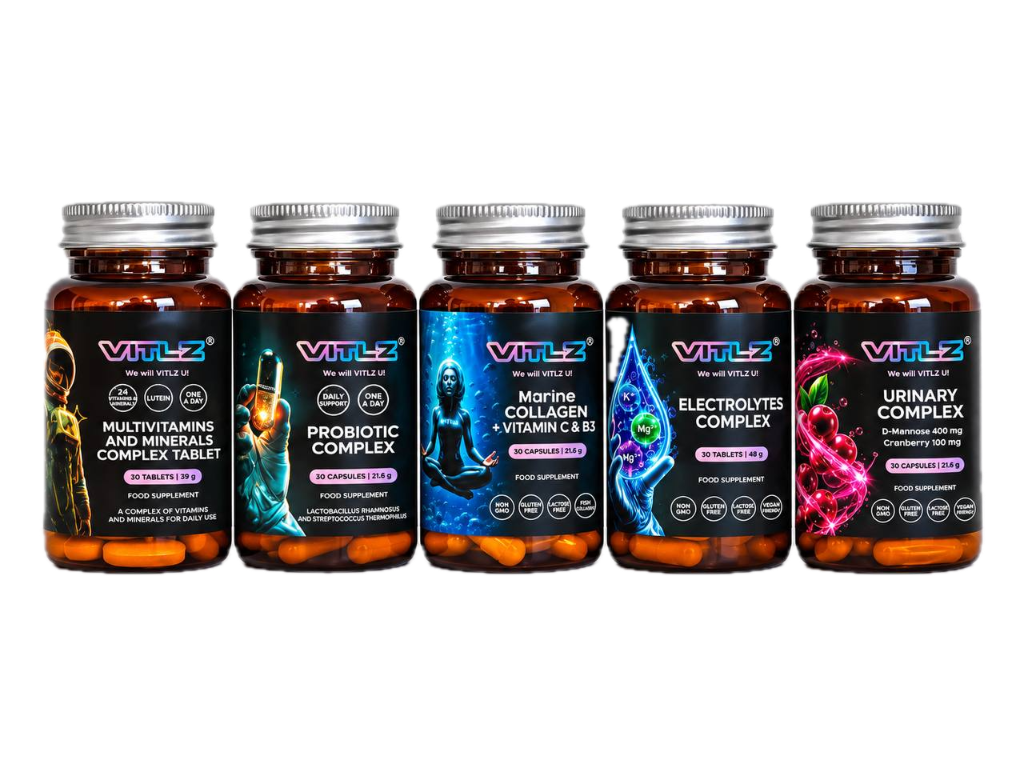 VITLZ®
We will VITLZ U!
24
VITAMINS &
MINERALS
LUTEIN
ONE
A DAY
MULTIVITAMINS
AND MINERALS
COMPLEX TABLET
30 TABLETS | 39 g
FOOD SUPPLEMENT
A COMPLEX OF VITAMINS
AND MINERALS FOR DAILY USE
VITLZ®
We will VITLZ U!
DAILY
SUPPORT
ONE
A DAY
PROBIOTIC
COMPLEX
30 CAPSULES | 21.6 g
FOOD SUPPLEMENT
LACTOBACILLUS RHAMNOSUS
AND STREPTOCOCCUS THERMOPHILUS
VITLZ®
We will VITLZ U!
Marine
COLLAGEN
+ VITAMIN C & B3
30 CAPSULES | 21.6 g
FOOD SUPPLEMENT
NON
GMO
GLUTEN
FREE
LACTOSE
FREE
FISH
COLLAGEN
VITLZ®
We will VITLZ U!
K+
Mg2+
Hg2+
ELECTROLYTES
COMPLEX
30 TABLETS | 48 g
FOOD SUPPLEMENT
NON
GMO
GLUTEN
FREE
LACTOSE
FREE
VEGAN
FRIENDLY
VITLZ®
We will VITLZ U!
URINARY
COMPLEX
D-Mannose 400 mg
Cranberry 100 mg
30 CAPSULES | 21.6 g
FOOD SUPPLEMENT
NON
GMO
GLUTEN
FREE
LACTOSE
FREE
VEGAN
FRIENDLY